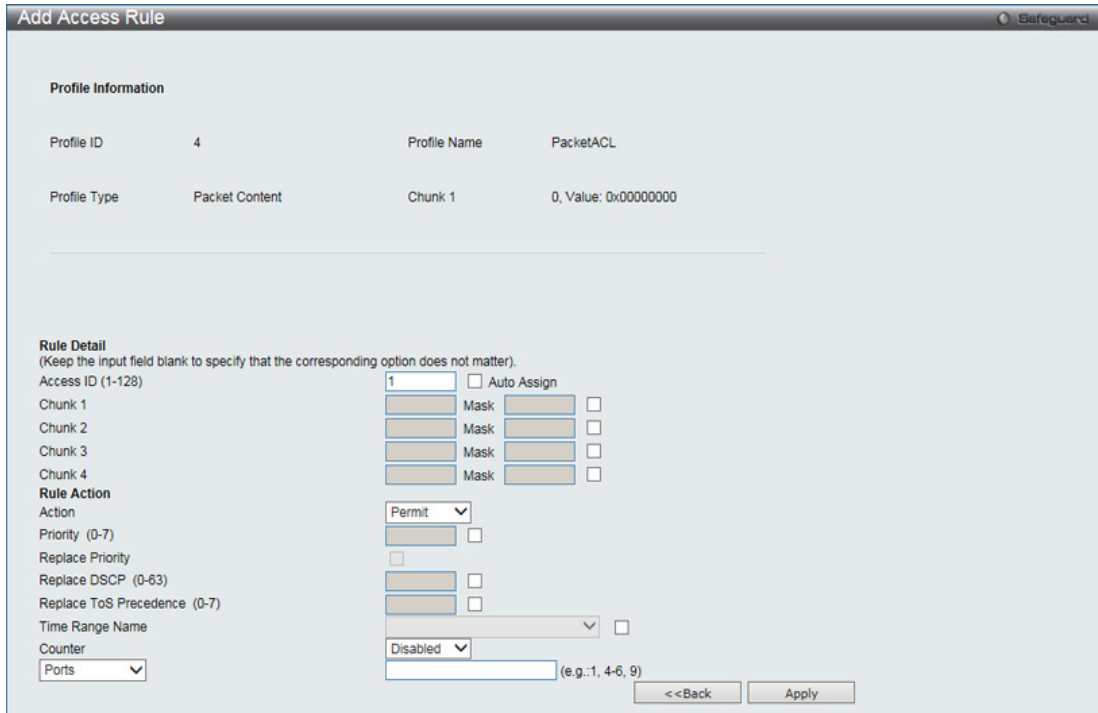 Add Access Rule Safeguard
Profile Information
Profile ID 4 Profile Name PacketACL
Profile Type Packet Content Chunk 1 0, Value: 0x00000000
Rule Detail
(Keep the input field blank to specify that the corresponding option does not matter).
Access ID (1-128) 1 Auto Assign
Chunk 1 Mask
Chunk 2 Mask
Chunk 3 Mask
Chunk 4 Mask
Rule Action
Action Permit
Priority (0-7)
Replace Priority
Replace DSCP (0-63)
Replace ToS Precedence (0-7)
Time Range Name
Counter Disabled
Ports (e.g.:1, 4-6, 9)
<<Back Apply